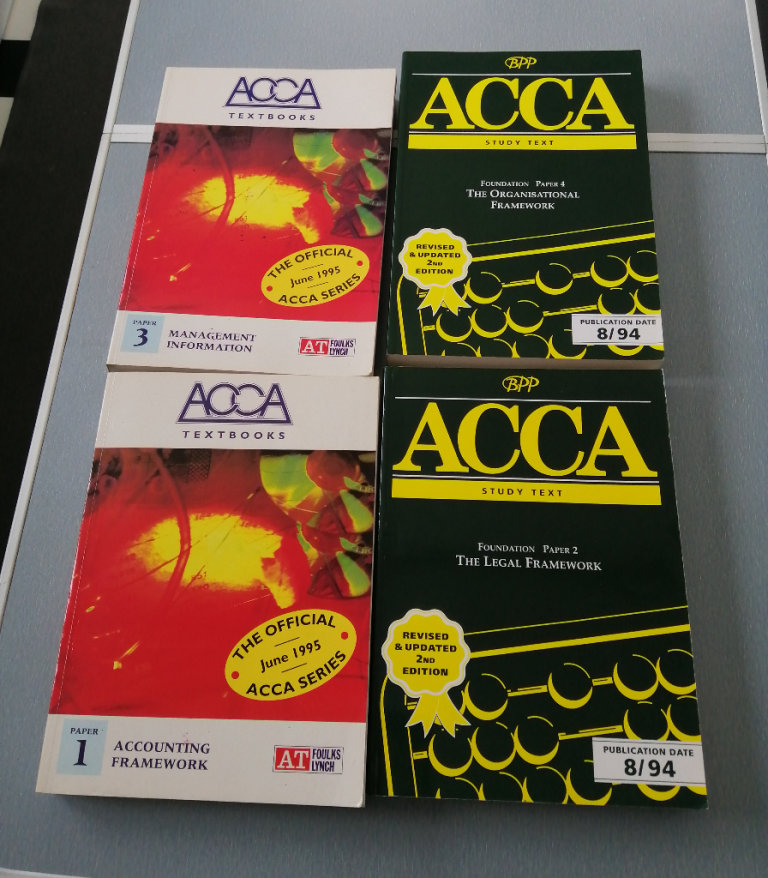 ACCA
TEXTBOOKS
THE OFFICIAL
June 1995
ACCA SERIES
PAPER
3
MANAGEMENT
INFORMATION
AT FOULKS
LYNCH
BPP
ACCA
STUDY TEXT
FOUNDATION PAPER 4
THE ORGANISATIONAL
FRAMEWORK
REVISED
& UPDATED
2ND
EDITION
PUBLICATION DATE
8/94
ACCA
TEXTBOOKS
THE OFFICIAL
June 1995
ACCA SERIES
PAPER
1
ACCOUNTING
FRAMEWORK
AT FOULKS
LYNCH
BPP
ACCA
STUDY TEXT
FOUNDATION PAPER 2
THE LEGAL FRAMEWORK
REVISED
& UPDATED
2ND
EDITION
PUBLICATION DATE
8/94